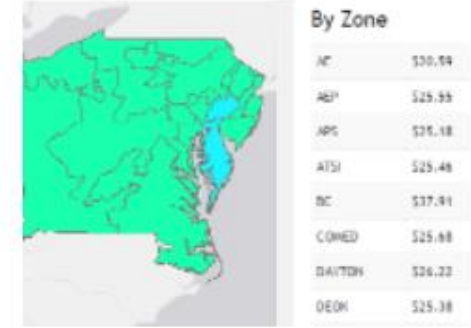 By Zone
AE $30.59
AEP $25.55
APS $25.18
ATSI $25.46
BC $37.91
COMED $25.68
DAYTON $26.22
DEOK $25.38